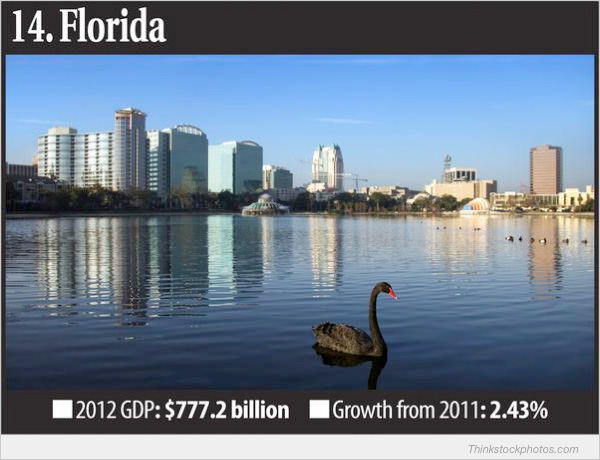 14. Florida
2012 GDP: $777.2 billion Growth from 2011: 2.43%
Thinkstockphotos.com